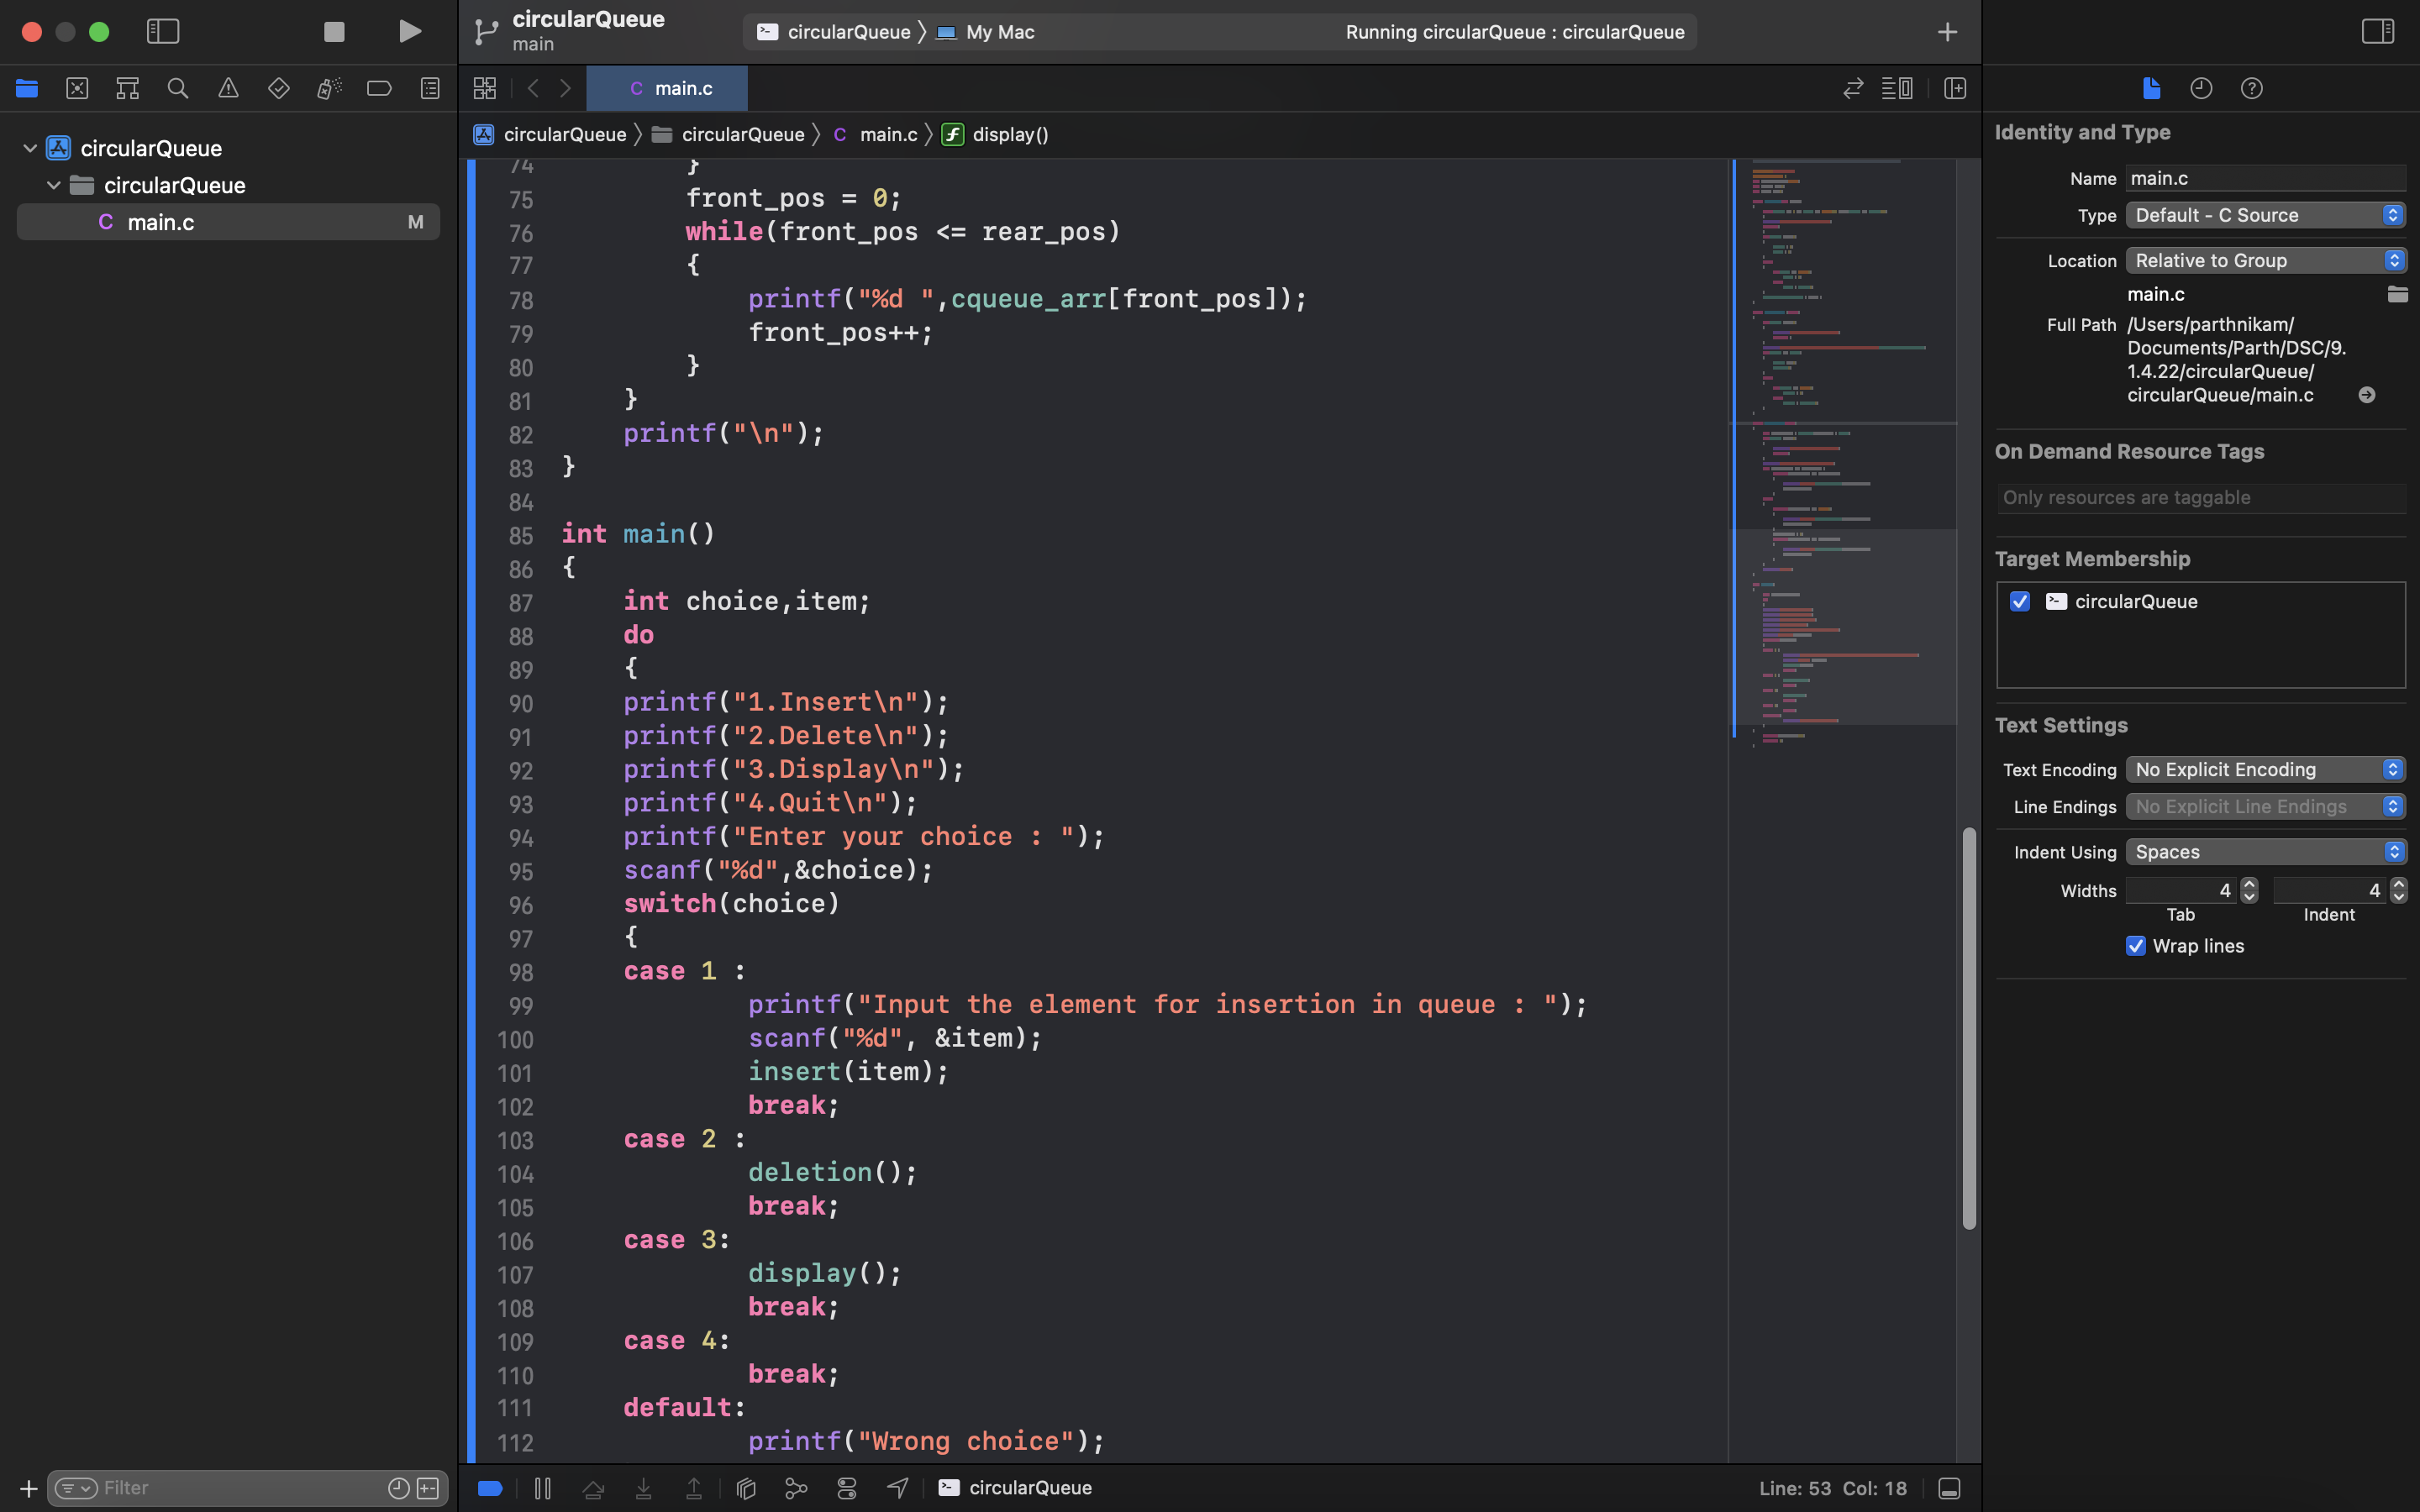 circularQueue
main
circularQueue
My Mac
Running circularQueue : circularQueue
C main.c
circularQueue
circularQueue
C main.c
M
circularQueue
circularQueue
C main.c
display()
74 }
75 front_pos = 0;
76 while(front_pos <= rear_pos)
77 {
78 printf("%d ",cqueue_arr[front_pos]);
79 front_pos++;
80 }
81 }
82 printf("\n");
83 }
84
85 int main()
86 {
87 int choice,item;
88 do
89 {
90 printf("1.Insert\n");
91 printf("2.Delete\n");
92 printf("3.Display\n");
93 printf("4.Quit\n");
94 printf("Enter your choice : ");
95 scanf("%d",&choice);
96 switch(choice)
97 {
98 case 1 :
99 printf("Input the element for insertion in queue : ");
100 scanf("%d", &item);
101 insert(item);
102 break;
103 case 2 :
104 deletion();
105 break;
106 case 3:
107 display();
108 break;
109 case 4:
110 break;
111 default:
112 printf("Wrong choice");
Filter
circularQueue
Line: 53 Col: 18
Identity and Type
Name main.c
Type Default - C Source
Location Relative to Group
main.c
Full Path /Users/parthnikam/
Documents/Parth/DSC/9.
1.4.22/circularQueue/
circularQueue/main.c
On Demand Resource Tags
Only resources are taggable
Target Membership
circularQueue
Text Settings
Text Encoding No Explicit Encoding
Line Endings No Explicit Line Endings
Indent Using Spaces
Widths 4 4
Tab Indent
Wrap lines